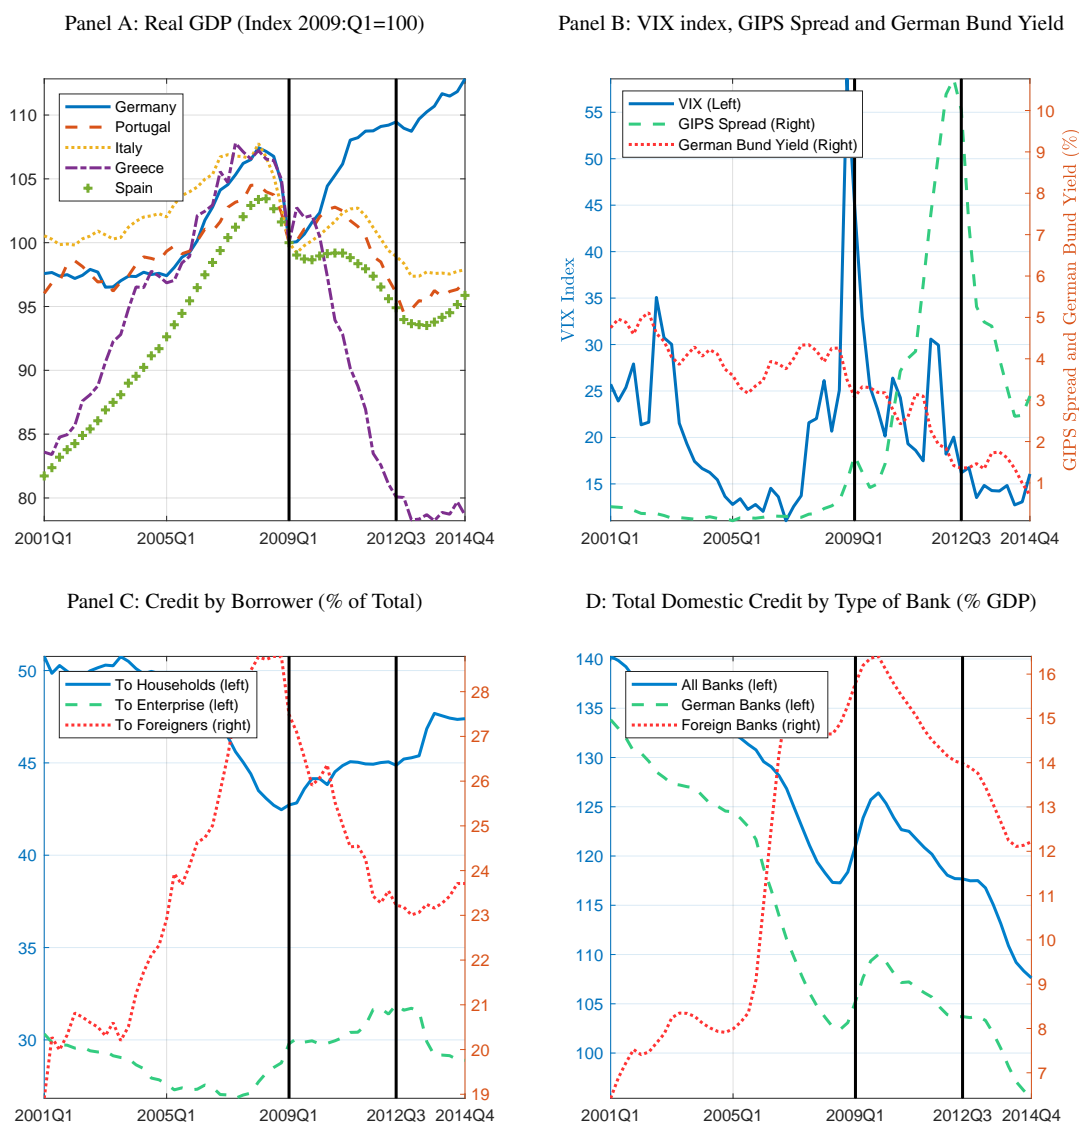 Panel A: Real GDP (Index 2009:Q1=100)
110
105
100
95
90
85
80
Germany
Portugal
Italy
Greece
Spain
2001Q1 2005Q1 2009Q1 2012Q3 2014Q4
Panel B: VIX index, GIPS Spread and German Bund Yield
VIX Index
55
50
45
40
35
30
25
20
15
VIX (Left)
GIPS Spread (Right)
German Bund Yield (Right)
10
9
8
7
6
5
4
3
2
1
GIPS Spread and German Bund Yield (%)
2001Q1 2005Q1 2009Q1 2012Q3 2014Q4
Panel C: Credit by Borrower (% of Total)
50
45
40
35
30
To Households (left)
To Enterprise (left)
To Foreigners (right)
28
27
26
25
24
23
22
21
20
19
2001Q1 2005Q1 2009Q1 2012Q3 2014Q4
D: Total Domestic Credit by Type of Bank (% GDP)
140
135
130
125
120
115
110
105
100
All Banks (left)
German Banks (left)
Foreign Banks (right)
16
15
14
13
12
11
10
9
8
7
2001Q1 2005Q1 2009Q1 2012Q3 2014Q4